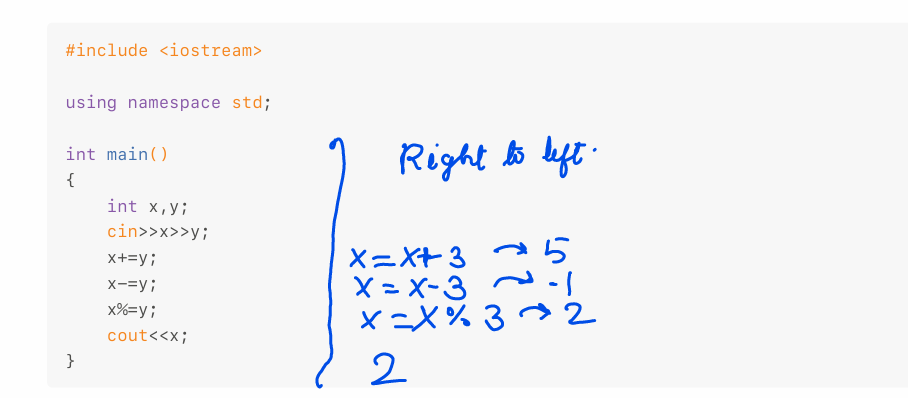 #include <iostream>
using namespace std;
int main()
{
int x,y;
cin>>x>>y;
x+=y;
x-=y;
x%=y;
cout<<x;
}
Right to left.
x=x+3 → 5
x=x-3 → -1
x=x%3 → 2
2